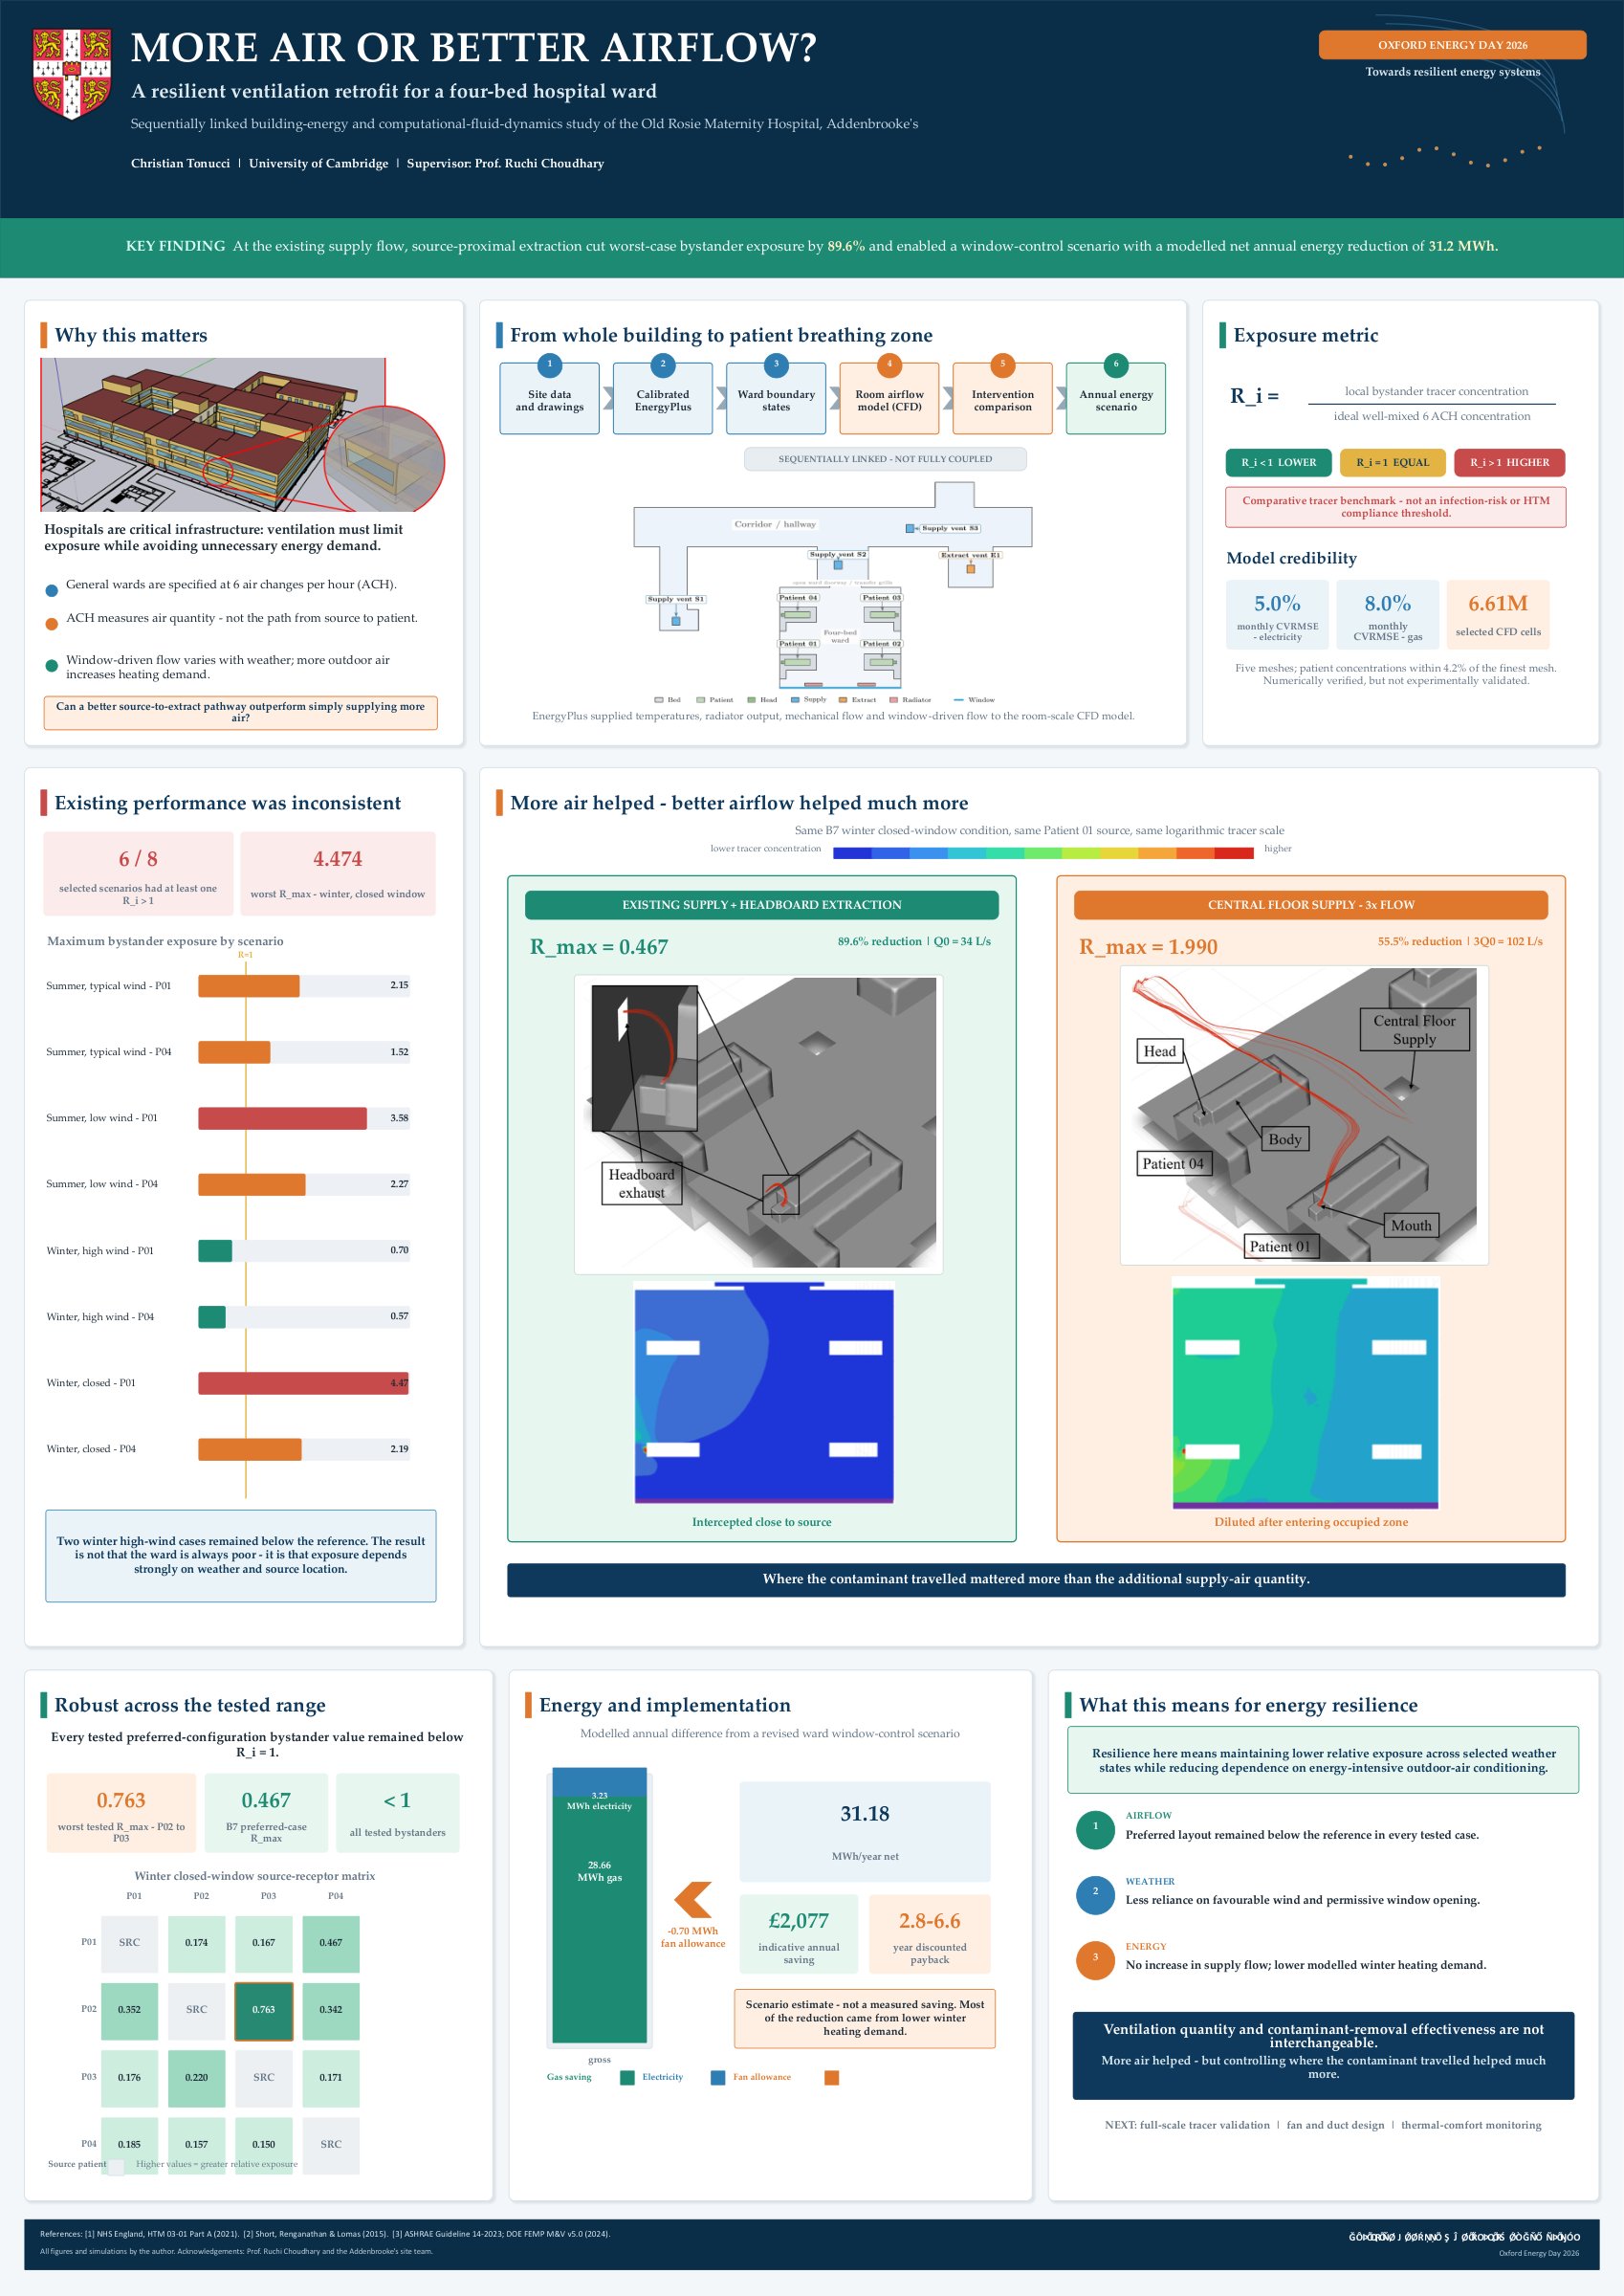 MORE AIR OR BETTER AIRFLOW?
A resilient ventilation retrofit for a four-bed hospital ward
Sequentially linked building-energy and computational-fluid-dynamics study of the Old Rosie Maternity Hospital, Addenbrooke's
Christian Tonucci | University of Cambridge | Supervisor: Prof. Ruchi Choudhary
OXFORD ENERGY DAY 2026
Towards resilient energy systems
KEY FINDING At the existing supply flow, source-proximal extraction cut worst-case bystander exposure by 89.6% and enabled a window-control scenario with a modelled net annual energy reduction of 31.2 MWh.
Why this matters
Hospitals are critical infrastructure: ventilation must limit
exposure while avoiding unnecessary energy demand.
General wards are specified at 6 air changes per hour (ACH).
ACH measures air quantity - not the path from source to patient.
Window-driven flow varies with weather; more outdoor air
increases heating demand.
Can a better source-to-extract pathway outperform simply supplying more
air?
From whole building to patient breathing zone
1
Site data
and drawings
2
Calibrated
EnergyPlus
3
Ward boundary
states
4
Room airflow
model (CFD)
5
Intervention
comparison
6
Annual energy
scenario
SEQUENTIALLY LINKED - NOT FULLY COUPLED
Corridor / hallway
Supply vent S3
Supply vent S2
Extract vent E1
open ward doorway / transfer grille
Supply vent S1
Patient 04
Patient 03
Four-bed
ward
Patient 01
Patient 02
Bed
Patient
Head
Supply
Extract
Radiator
Window
EnergyPlus supplied temperatures, radiator output, mechanical flow and window-driven flow to the room-scale CFD model.
Exposure metric
R_i =
local bystander tracer concentration
ideal well-mixed 6 ACH concentration
R_i < 1 LOWER
R_i = 1 EQUAL
R_i > 1 HIGHER
Comparative tracer benchmark - not an infection-risk or HTM
compliance threshold.
Model credibility
5.0%
monthly CVRMSE
- electricity
8.0%
monthly
CVRMSE - gas
6.61M
selected CFD cells
Five meshes; patient concentrations within 4.2% of the finest mesh.
Numerically verified, but not experimentally validated.
Existing performance was inconsistent
6 / 8
selected scenarios had at least one
R_i > 1
4.474
worst R_max - winter, closed window
Maximum bystander exposure by scenario
R=1
Summer, typical wind - P01
2.15
Summer, typical wind - P04
1.52
Summer, low wind - P01
3.58
Summer, low wind - P04
2.27
Winter, high wind - P01
0.70
Winter, high wind - P04
0.57
Winter, closed - P01
4.47
Winter, closed - P04
2.19
Two winter high-wind cases remained below the reference. The result
is not that the ward is always poor - it is that exposure depends
strongly on weather and source location.
More air helped - better airflow helped much more
Same B7 winter closed-window condition, same Patient 01 source, same logarithmic tracer scale
lower tracer concentration
higher
EXISTING SUPPLY + HEADBOARD EXTRACTION
R_max = 0.467
89.6% reduction | Q0 = 34 L/s
Headboard
exhaust
Intercepted close to source
CENTRAL FLOOR SUPPLY - 3x FLOW
R_max = 1.990
55.5% reduction | 3Q0 = 102 L/s
Central Floor
Supply
Head
Body
Patient 04
Mouth
Patient 01
Diluted after entering occupied zone
Where the contaminant travelled mattered more than the additional supply-air quantity.
Robust across the tested range
Every tested preferred-configuration bystander value remained below
R_i = 1.
0.763
worst tested R_max - P02 to
P03
0.467
B7 preferred-case
R_max
< 1
all tested bystanders
Winter closed-window source-receptor matrix
P01 P02 P03 P04
P01 SRC 0.174 0.167 0.467
P02 0.352 SRC 0.763 0.342
P03 0.176 0.220 SRC 0.171
P04 0.185 0.157 0.150 SRC
Source patient
Higher values = greater relative exposure
Energy and implementation
Modelled annual difference from a revised ward window-control scenario
3.23
MWh electricity
28.66
MWh gas
gross
-0.70 MWh
fan allowance
31.18
MWh/year net
£2,077
indicative annual
saving
2.8-6.6
year discounted
payback
Scenario estimate - not a measured saving. Most
of the reduction came from lower winter
heating demand.
Gas saving
Electricity
Fan allowance
What this means for energy resilience
Resilience here means maintaining lower relative exposure across selected weather
states while reducing dependence on energy-intensive outdoor-air conditioning.
1
AIRFLOW
Preferred layout remained below the reference in every tested case.
2
WEATHER
Less reliance on favourable wind and permissive window opening.
3
ENERGY
No increase in supply flow; lower modelled winter heating demand.
Ventilation quantity and contaminant-removal effectiveness are not
interchangeable.
More air helped - but controlling where the contaminant travelled helped much
more.
NEXT: full-scale tracer validation | fan and duct design | thermal-comfort monitoring
References: [1] NHS England, HTM 03-01 Part A (2021). [2] Short, Renganathan & Lomas (2015). [3] ASHRAE Guideline 14-2023; DOE FEMP M&V v5.0 (2024).
All figures and simulations by the author. Acknowledgements: Prof. Ruchi Choudhary and the Addenbrooke's site team.
Oxford Energy Day 2026